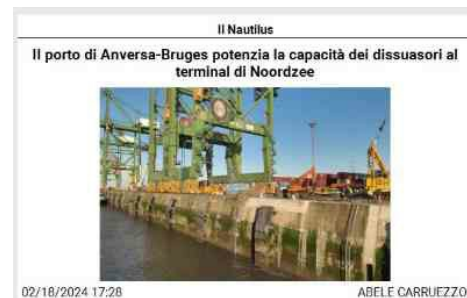 Il Nautilus
Il porto di Anversa-Bruges potenzia la capacità dei dissuasori al
terminal di Noordzee
02/18/2024 17:28
ABELE CARRUEZZO